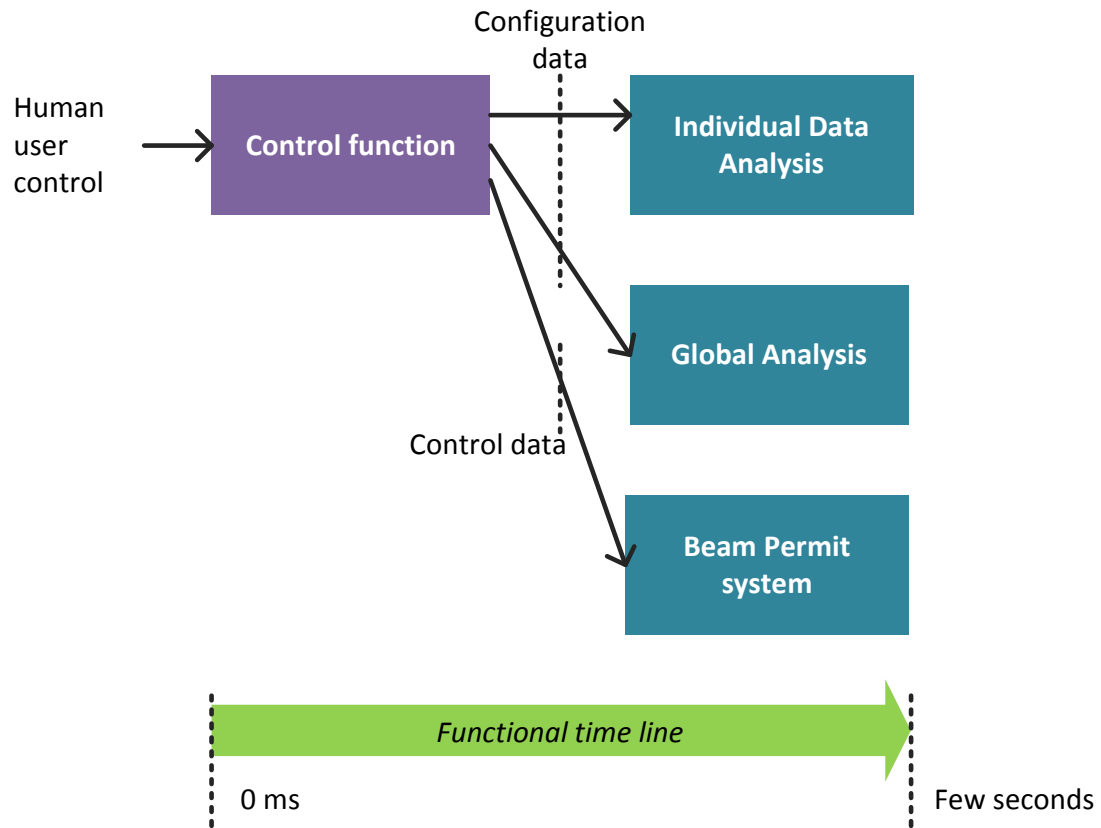 Configuration
data
Human
user
control
Control function
Individual Data
Analysis
Global Analysis
Control data
Beam Permit
system
Functional time line
0 ms
Few seconds